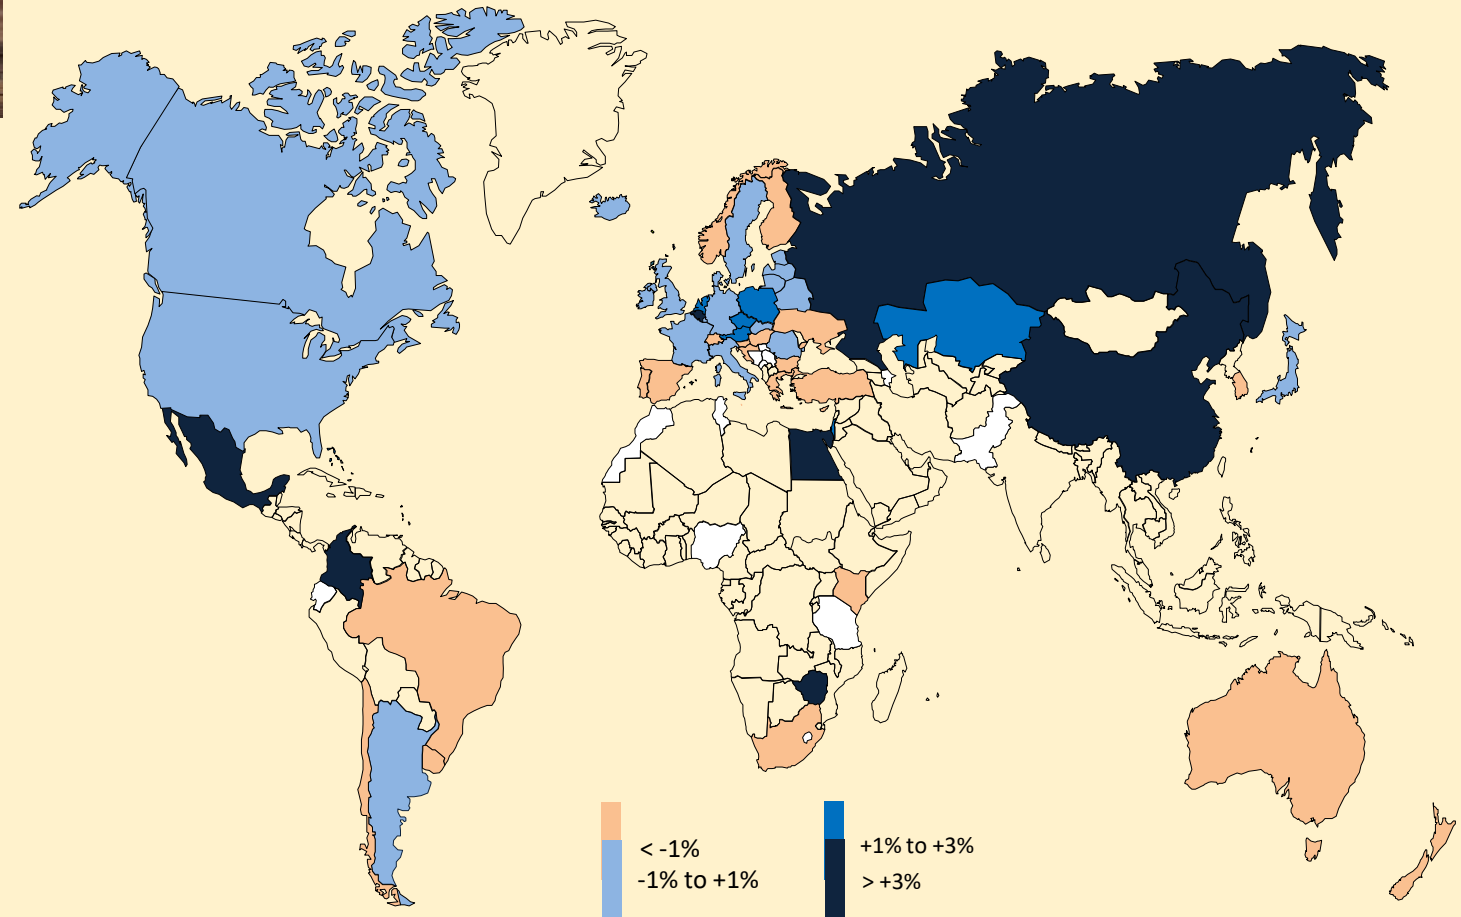 < -1%
-1% to +1%
+1% to +3%
> +3%